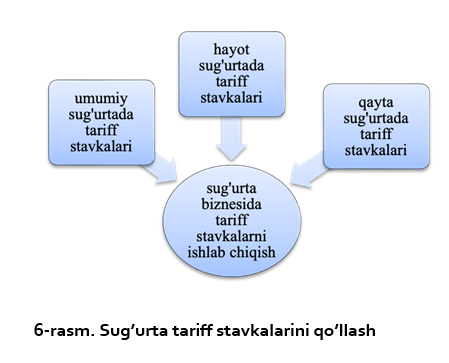 hayot
sug'urtada
tariff
stavkalari
umumiy
sug'urtada
tariff
stavkalari
qayta
sug'urtada
tariff
stavkalari
sug'urta
biznesida
tariff
stavkalarni
ishlab chiqish
6-rasm. Sug’urta tariff stavkalarini qo’llash